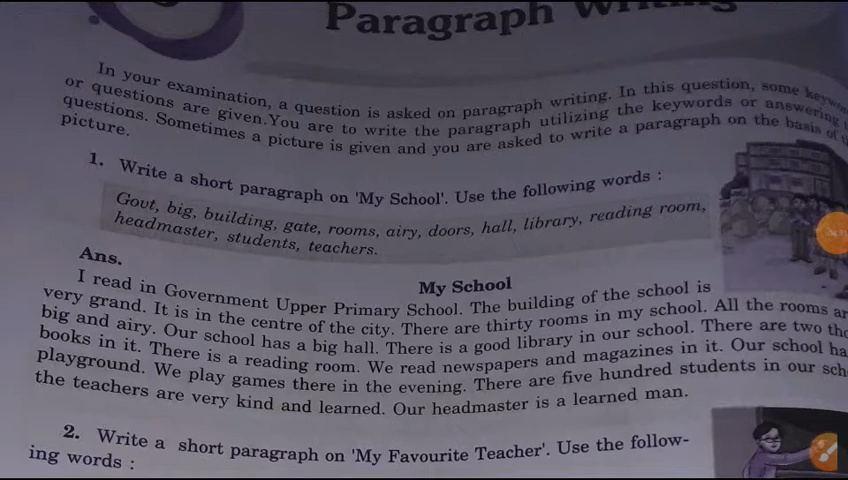 Paragraph Writing
In your examination, a question is asked on paragraph writing. In this question, some
or questions are given.You are to write the paragraph utilizing the keywords or answering
questions. Sometimes a picture is given and you are asked to write a paragraph on the basis of
picture.
1. Write a short paragraph on 'My School'. Use the following words :
Govt, big, building, gate, rooms, airy, doors, hall, library, reading room,
headmaster, students, teachers.
Ans.
My School
I read in Government Upper Primary School. The building of the school is
very grand. It is in the centre of the city. There are thirty rooms in my school. All the rooms
big and airy. Our school has a big hall. There is a good library in our school. There are two
books in it. There is a reading room. We read newspapers and magazines in it. Our school
playground. We play games there in the evening. There are five hundred students in our
the teachers are very kind and learned. Our headmaster is a learned man.
2. Write a short paragraph on 'My Favourite Teacher'. Use the follow-
ing words :